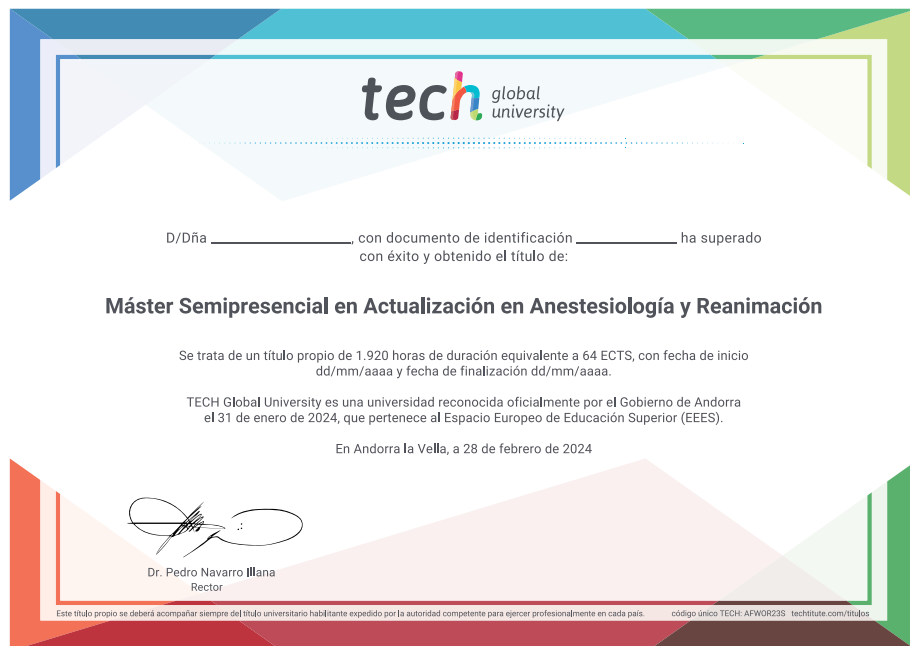 tech global university
D/Dña ________________, con documento de identificación ____________ ha superado
con éxito y obtenido el título de:
Máster Semipresencial en Actualización en Anestesiología y Reanimación
Se trata de un título propio de 1.920 horas de duración equivalente a 64 ECTS, con fecha de inicio
dd/mm/aaaa y fecha de finalización dd/mm/aaaa.
TECH Global University es una universidad reconocida oficialmente por el Gobierno de Andorra
el 31 de enero de 2024, que pertenece al Espacio Europeo de Educación Superior (EEES).
En Andorra la Vella, a 28 de febrero de 2024
Dr. Pedro Navarro Illana
Rector
Este título propio se deberá acompañar siempre del título universitario habilitante expedido por la autoridad competente para ejercer profesionalmente en cada país. código único TECH: AFWOR23S techtitute.com/titulos